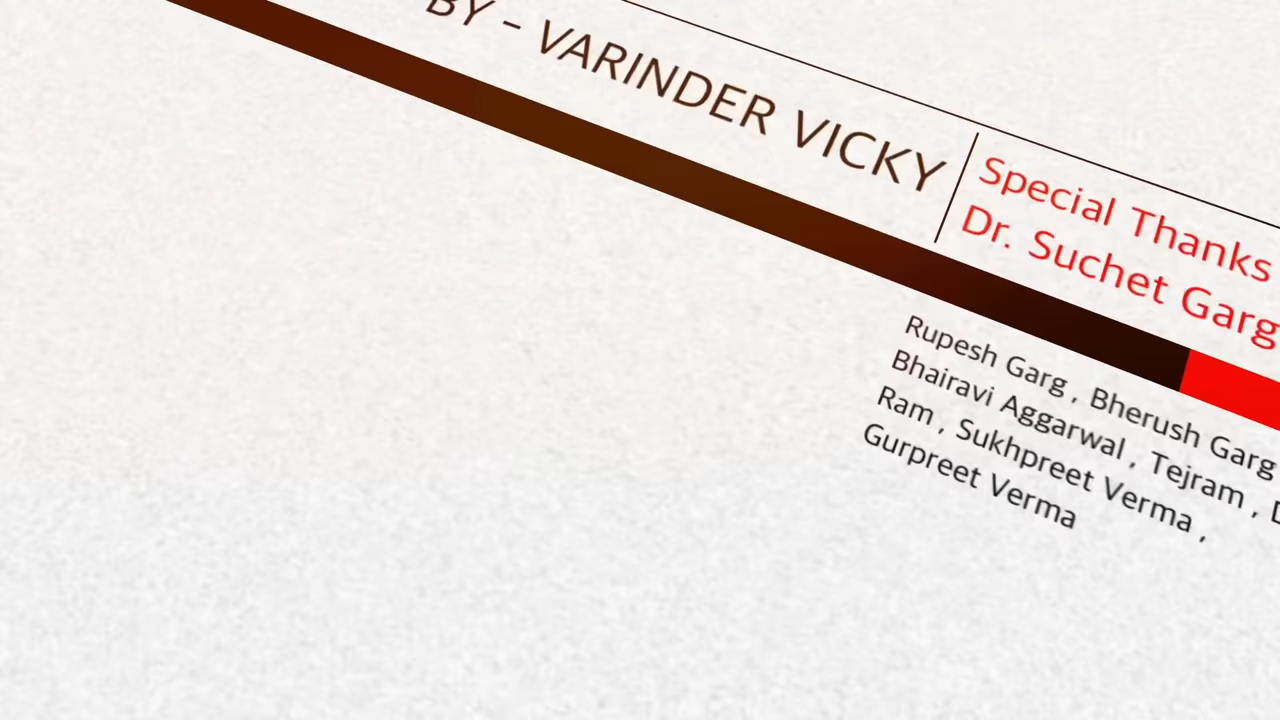 BY - VARINDER VICKY
Special Thanks
Dr. Suchet Garg
Rupesh Garg , Bherush Garg
Bhairavi Aggarwal , Tejram ,
Ram , Sukhpreet Verma ,
Gurpreet Verma